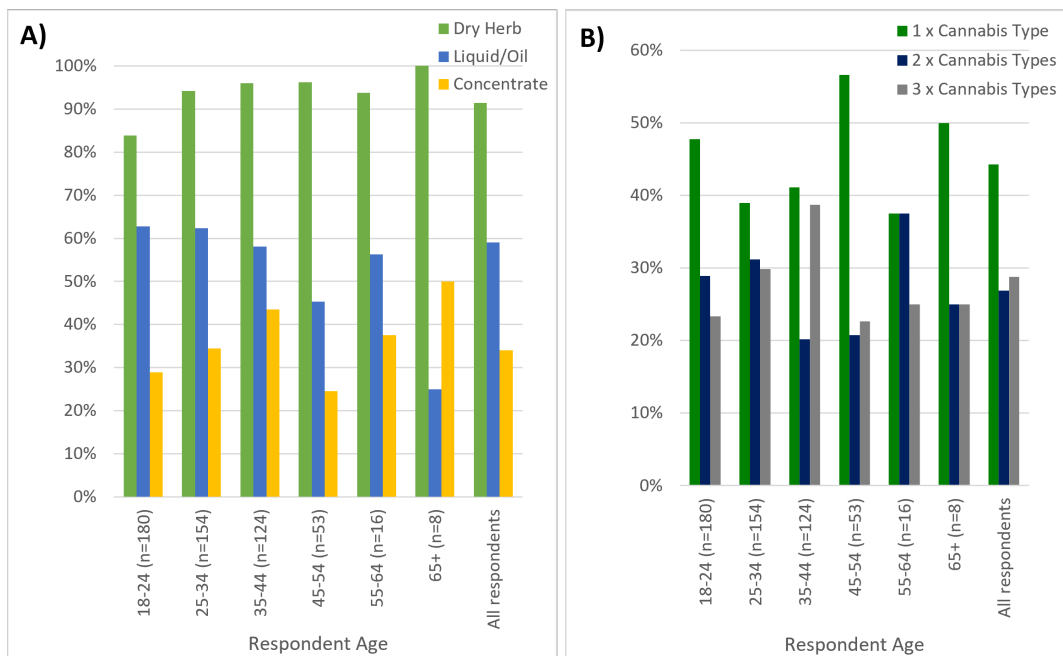 A)
Dry Herb
Liquid/Oil
Concentrate
100%
90%
80%
70%
60%
50%
40%
30%
20%
10%
0%
18-24 (n=180)
25-34 (n=154)
35-44 (n=124)
45-54 (n=53)
55-64 (n=16)
65+ (n=8)
All respondents
Respondent Age
B)
1 x Cannabis Type
2 x Cannabis Types
3 x Cannabis Types
60%
50%
40%
30%
20%
10%
0%
18-24 (n=180)
25-34 (n=154)
35-44 (n=124)
45-54 (n=53)
55-64 (n=16)
65+ (n=8)
All respondents
Respondent Age